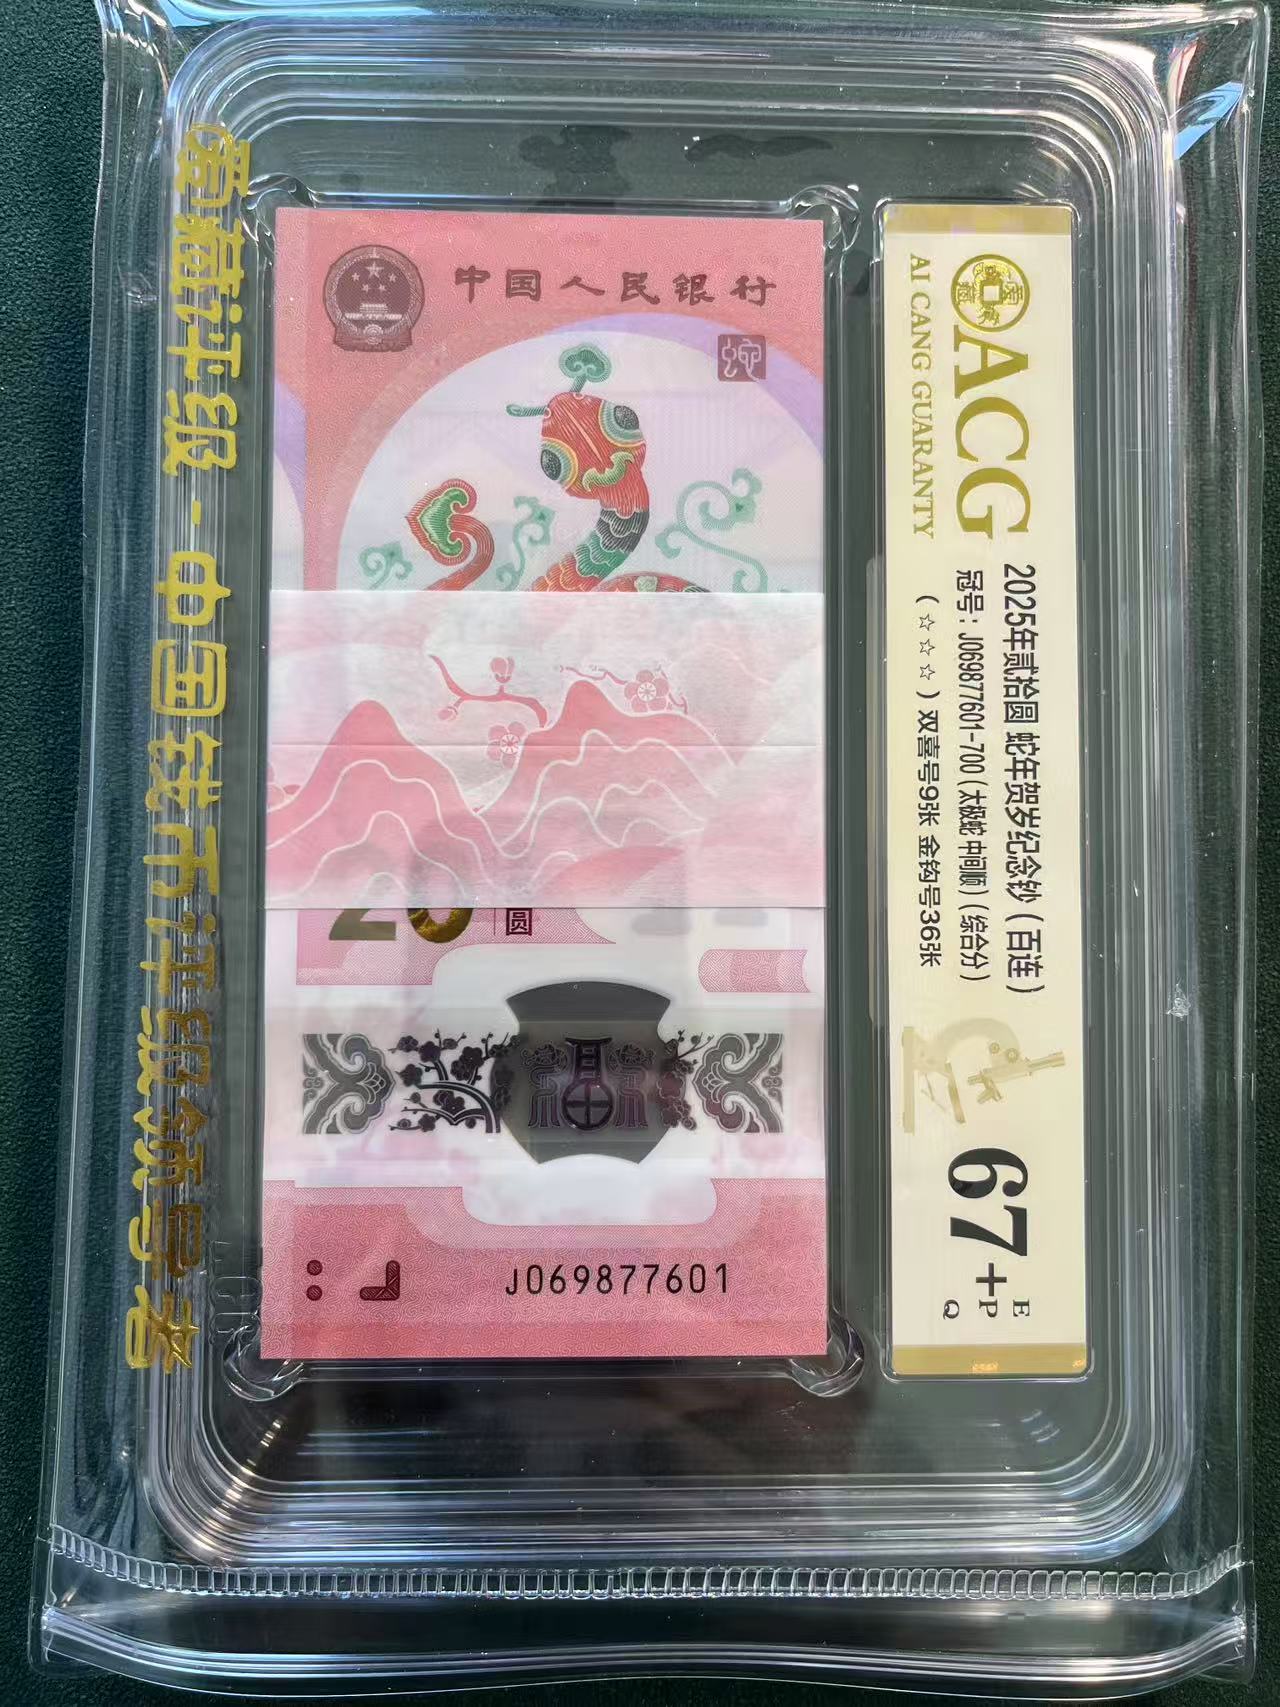 爱藏评级-中国钱币评级领导者
中国人民银行
蛇
20
圆
J069877601
ACG
AI CANG GUARANTY
2025年贰拾圆 蛇年贺岁纪念钞（百连）
冠号：J069877601-700（太极蛇 中间顺）（综合分）
（☆☆☆）双喜号9张 金钩号36张
67+
E
P
Q